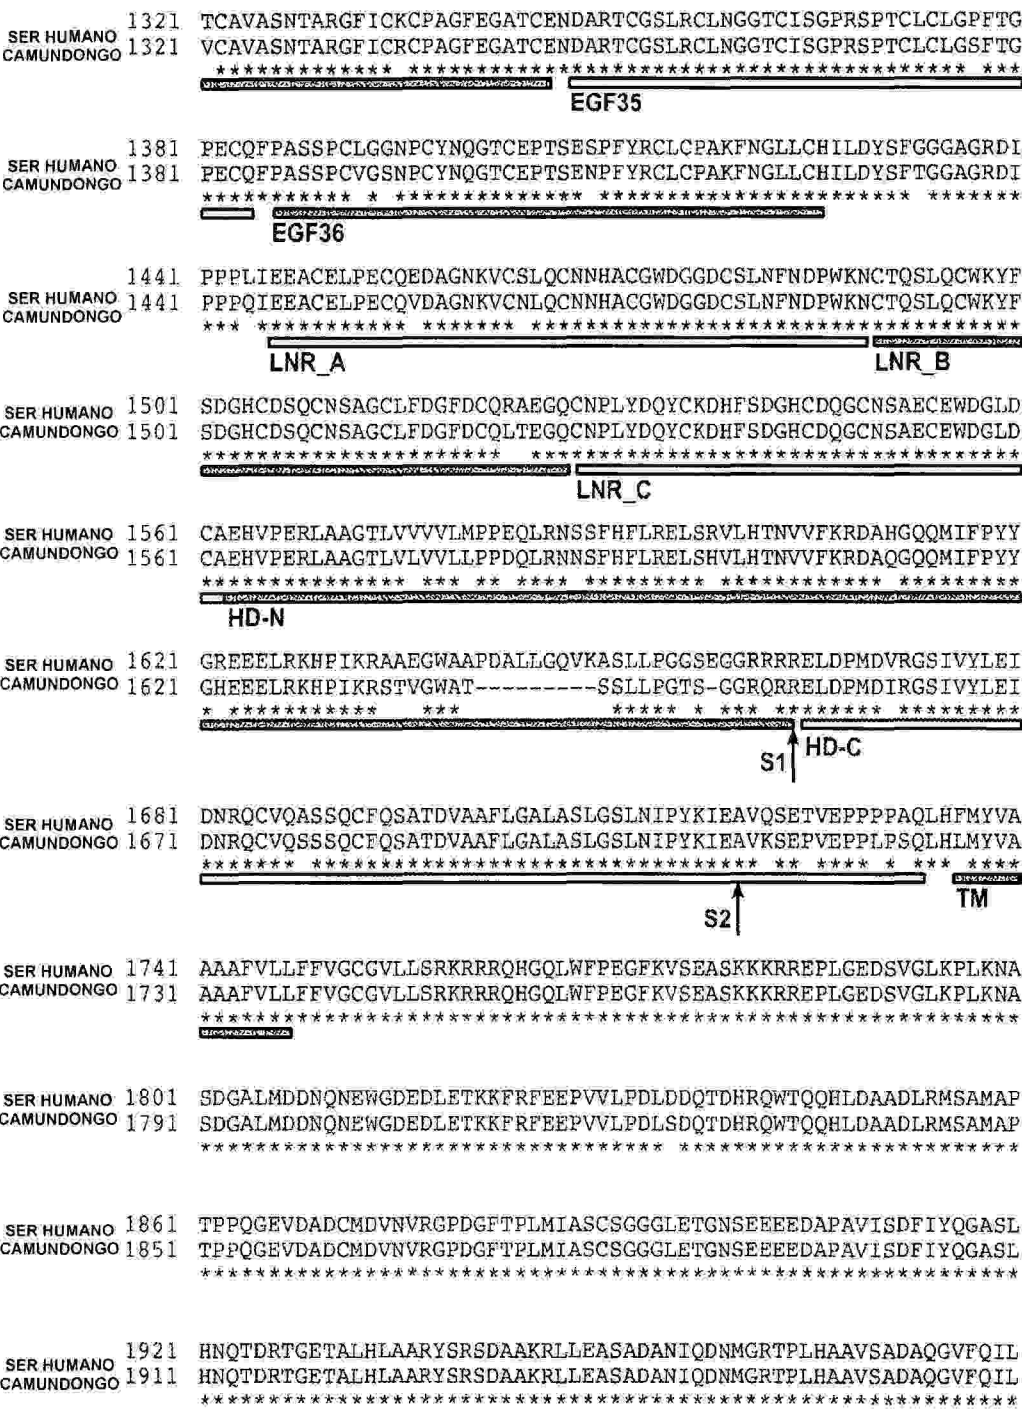 SER HUMANO 1321 TCAVASNTARGFICKCPAGFEGATCENDARTCGSLRCLNGGTCISGPRSPTCLCLGPFTG
CAMUNDONGO 1321 VCAVASNTARGFICRCPAGFEGATCENDARTCGSLRCLNGGTCISGPRSPTCLCLGSFTG
************* ****************************************** ***
EGF35
SER HUMANO 1381 PECQFPASSPCLGGNPCYNQGTCEPTSESPFYRCLCPAKFNGLLCHILDYSFGGGAGRDI
CAMUNDONGO 1381 PECQFPASSPCVGSNPCYNQGTCEPTSENPFYRCLCPAKFNGLLCHILDYSFTGGAGRDI
*********** * ************** *********************** *******
EGF36
SER HUMANO 1441 PPPLIEEACELPECQEDAGNKVCSLQCNNHACGWDGGDCSLNFNDPWKNCTQSLQCWKYF
CAMUNDONGO 1441 PPPQIEEACELPECQVDAGNKVCNLQCNNHACGWDGGDCSLNFNDPWKNCTQSLQCWKYF
*** *********** ******* ************************************
LNR_A LNR_B
SER HUMANO 1501 SDGHCDSQCNSAGCLFDGFDCQRAEGQCNPLYDQYCKDHFSDGHCDQGCNSAECEWDGLD
CAMUNDONGO 1501 SDGHCDSQCNSAGCLFDGFDCQLTEGQCNPLYDQYCKDHFSDGHCDQGCNSAECEWDGLD
********************** ************************************
LNR_C
SER HUMANO 1561 CAEHVPERLAAGTLVVVVLMPPEQLRNSSFHFLRELSRVLHTNVVFKRDAHGQQMIFPYY
CAMUNDONGO 1561 CAEHVPERLAAGTLVLVVLLPPDQLRNNSFHFLRELSHVLHTNVVFKRDAQGQQMIFPYY
*************** *** ** **** ********* ************ *********
HD-N
SER HUMANO 1621 GREEELRKHPIKRAAEGWAAPDALLGQVKASLLPGGSEGGRRRRELDPMDVRGSIVYLEI
CAMUNDONGO 1621 GHEEELRKHPIKRSTVGWAT----------SSLLPGTS-GGRQRRELDPMDIRGSIVYLEI
* *********** *** ***** * *** ******** *********
S1 HD-C
SER HUMANO 1681 DNRQCVQASSQCFQSATDVAAFLGALASLGSLNIPYKIEAVQSETVEPPPPAQLHFMYVA
CAMUNDONGO 1671 DNRQCVQSSSQCFQSATDVAAFLGALASLGSLNIPYKIEAVKSEPVEPPLPSQLHLMYVA
******* ********************************* ** **** * *** ****
S2 TM
SER HUMANO 1741 AAAFVLLFFVGCGVLLSRKRRRQHGQLWFPEGFKVSEASKKKRREPLGEDSVGLKPLKNA
CAMUNDONGO 1731 AAAFVLLFFVGCGVLLSRKRRRQHGQLWFPEGFKVSEASKKKRREPLGEDSVGLKPLKNA
************************************************************
SER HUMANO 1801 SDGALMDDNQNEWGDEDLETKKFRFEEPVVLPDLDDQTDHRQWTQQHLDAADLRMSAMAP
CAMUNDONGO 1791 SDGALMDDNQNEWGDEDLETKKFRFEEPVVLPDLSDQTDHRQWTQQHLDAADLRMSAMAP
********************************** *************************
SER HUMANO 1861 TPPQGEVDADCMDVNVRGPDGFTPLMIASCSGGGLETGNSEEEEDAPAVISDFIYQGASL
CAMUNDONGO 1851 TPPQGEVDADCMDVNVRGPDGFTPLMIASCSGGGLETGNSEEEEDAPAVISDFIYQGASL
************************************************************
SER HUMANO 1921 HNQTDRTGETALHLAARYSRSDAAKRLLEASADANIQDNMGRTPLHAAVSADAQGVFQIL
CAMUNDONGO 1911 HNQTDRTGETALHLAARYSRSDAAKRLLEASADANIQDNMGRTPLHAAVSADAQGVFQIL
************************************************************